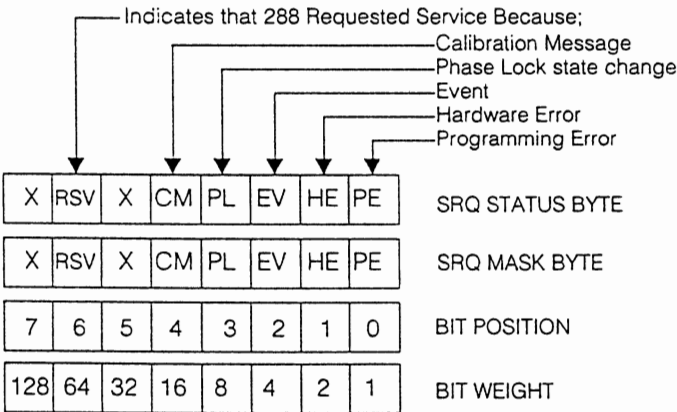 Indicates that 288 Requested Service Because;
Calibration Message
Phase Lock state change
Event
Hardware Error
Programming Error
X RSV X CM PL EV HE PE SRQ STATUS BYTE
X RSV X CM PL EV HE PE SRQ MASK BYTE
7 6 5 4 3 2 1 0 BIT POSITION
128 64 32 16 8 4 2 1 BIT WEIGHT